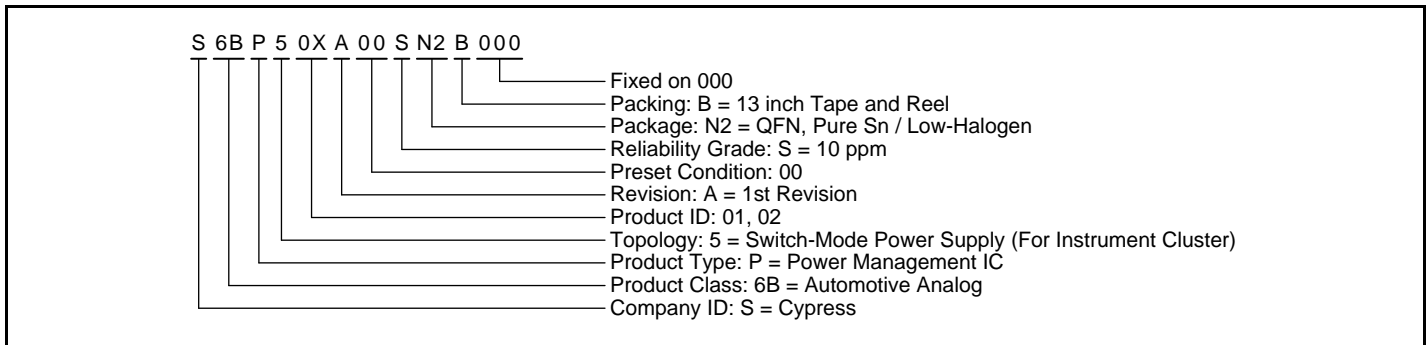 S 6B P 5 0X A 00 S N2 B 000
Fixed on 000
Packing: B = 13 inch Tape and Reel
Package: N2 = QFN, Pure Sn / Low-Halogen
Reliability Grade: S = 10 ppm
Preset Condition: 00
Revision: A = 1st Revision
Product ID: 01, 02
Topology: 5 = Switch-Mode Power Supply (For Instrument Cluster)
Product Type: P = Power Management IC
Product Class: 6B = Automotive Analog
Company ID: S = Cypress